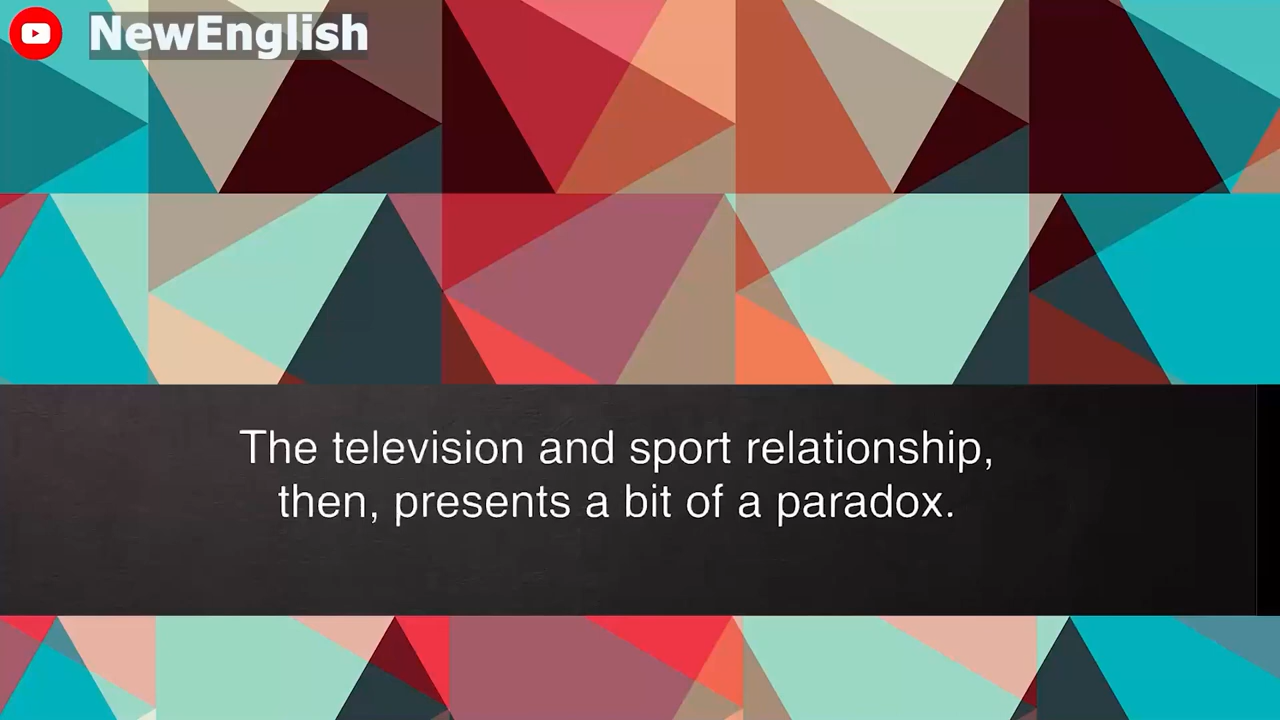 NewEnglish
The television and sport relationship,
then, presents a bit of a paradox.